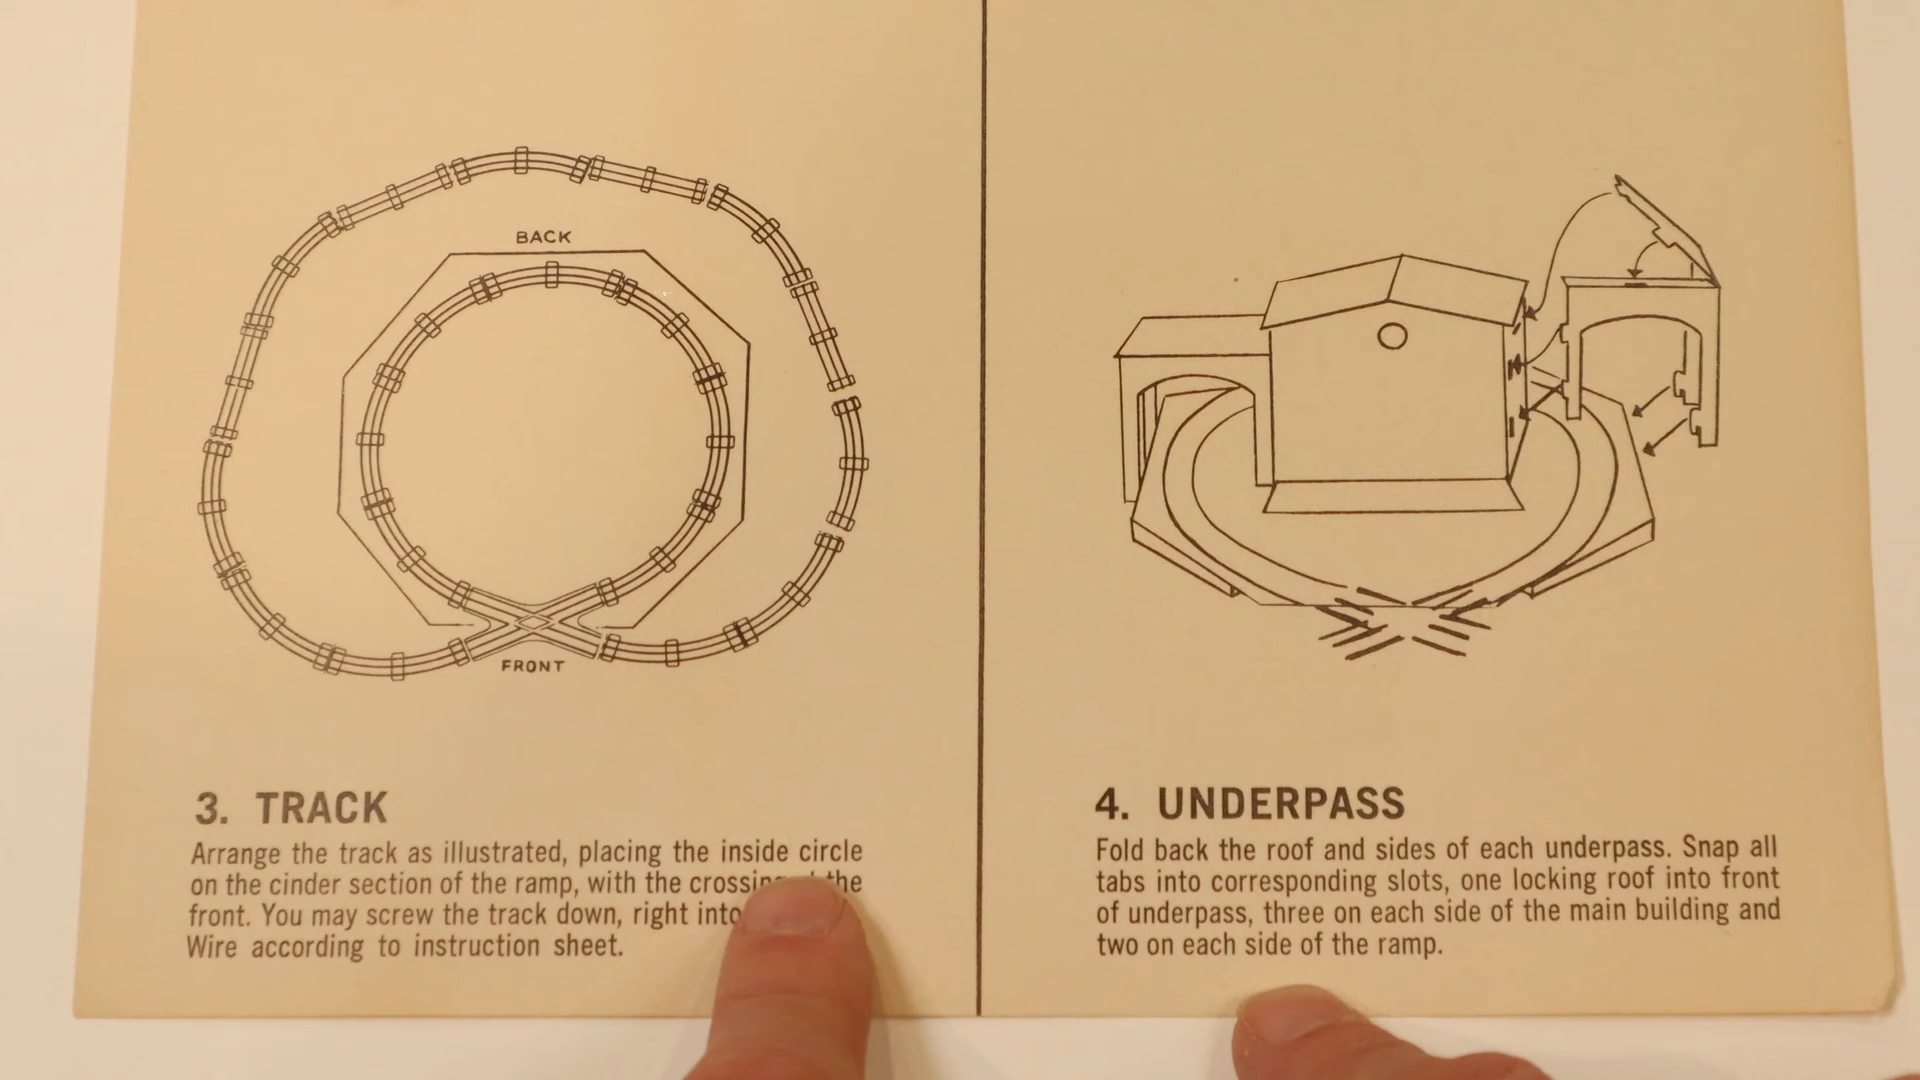 BACK
FRONT
3. TRACK
Arrange the track as illustrated, placing the inside circle
on the cinder section of the ramp, with the the
front. You may screw the track down, right into
Wire according to instruction sheet.
4. UNDERPASS
Fold back the roof and sides of each underpass. Snap all
tabs into corresponding slots, one locking roof into front
of underpass, three on each side of the main building and
two on each side of the ramp.